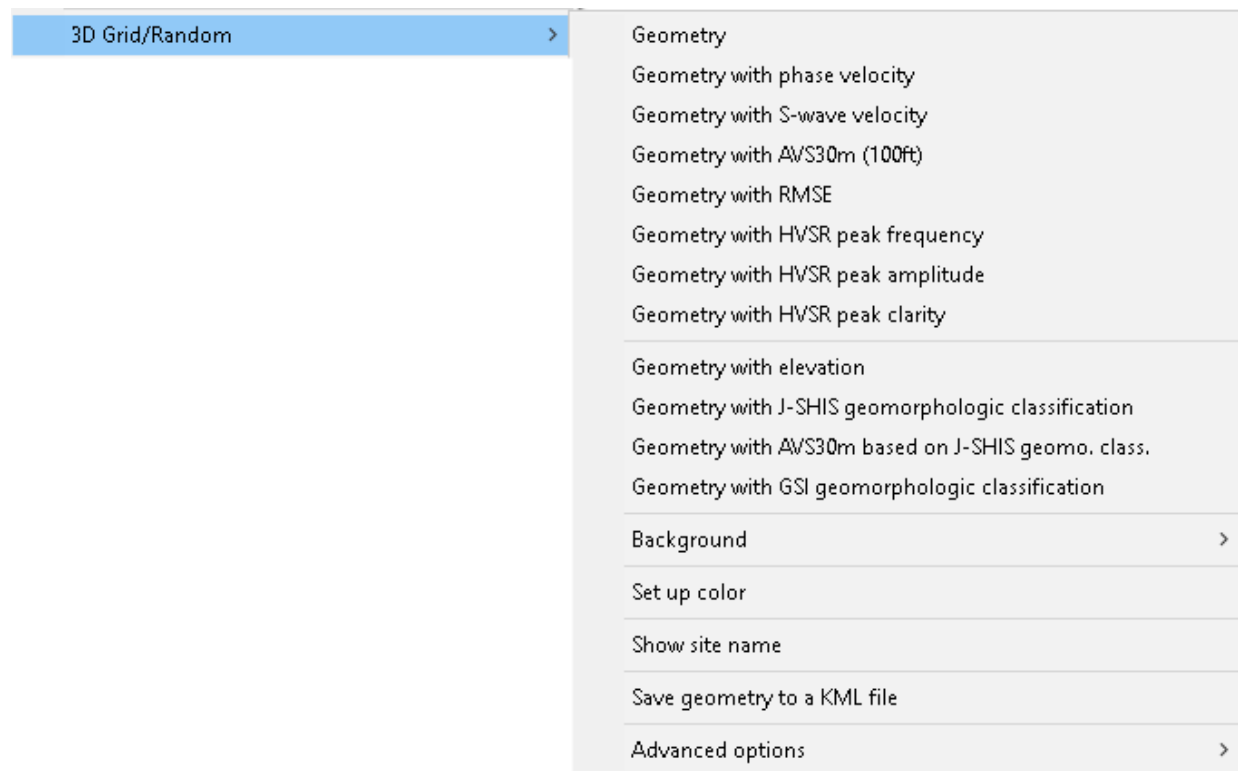 3D Grid/Random >
Geometry
Geometry with phase velocity
Geometry with S-wave velocity
Geometry with AVS30m (100ft)
Geometry with RMSE
Geometry with HVSR peak frequency
Geometry with HVSR peak amplitude
Geometry with HVSR peak clarity
Geometry with elevation
Geometry with J-SHIS geomorphologic classification
Geometry with AVS30m based on J-SHIS geomo. class.
Geometry with GSI geomorphologic classification
Background >
Set up color
Show site name
Save geometry to a KML file
Advanced options >